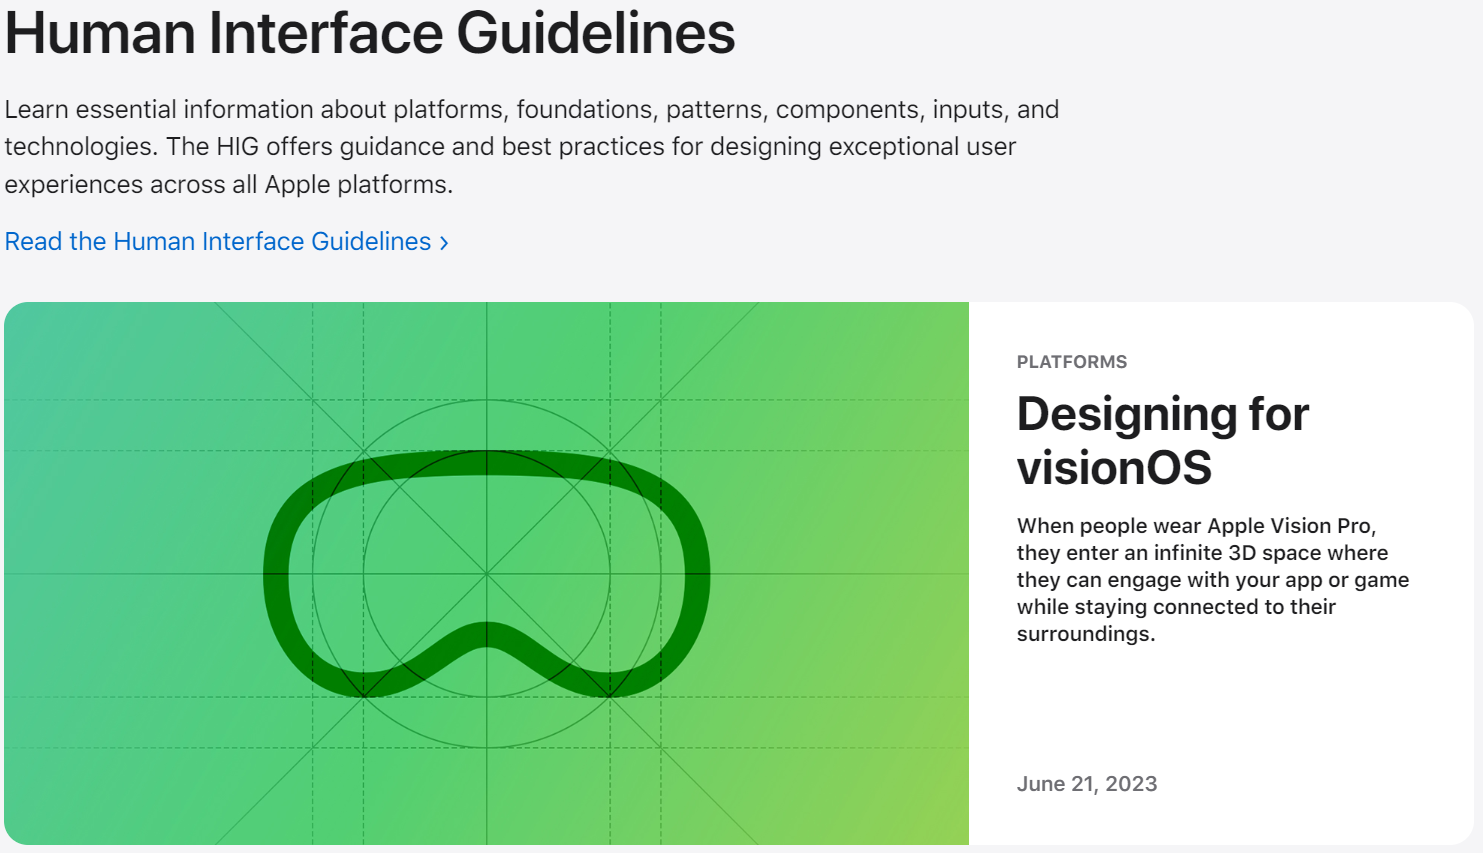 Human Interface Guidelines
Learn essential information about platforms, foundations, patterns, components, inputs, and
technologies. The HIG offers guidance and best practices for designing exceptional user
experiences across all Apple platforms.
Read the Human Interface Guidelines ›
PLATFORMS
Designing for
visionOS
When people wear Apple Vision Pro,
they enter an infinite 3D space where
they can engage with your app or game
while staying connected to their
surroundings.
June 21, 2023